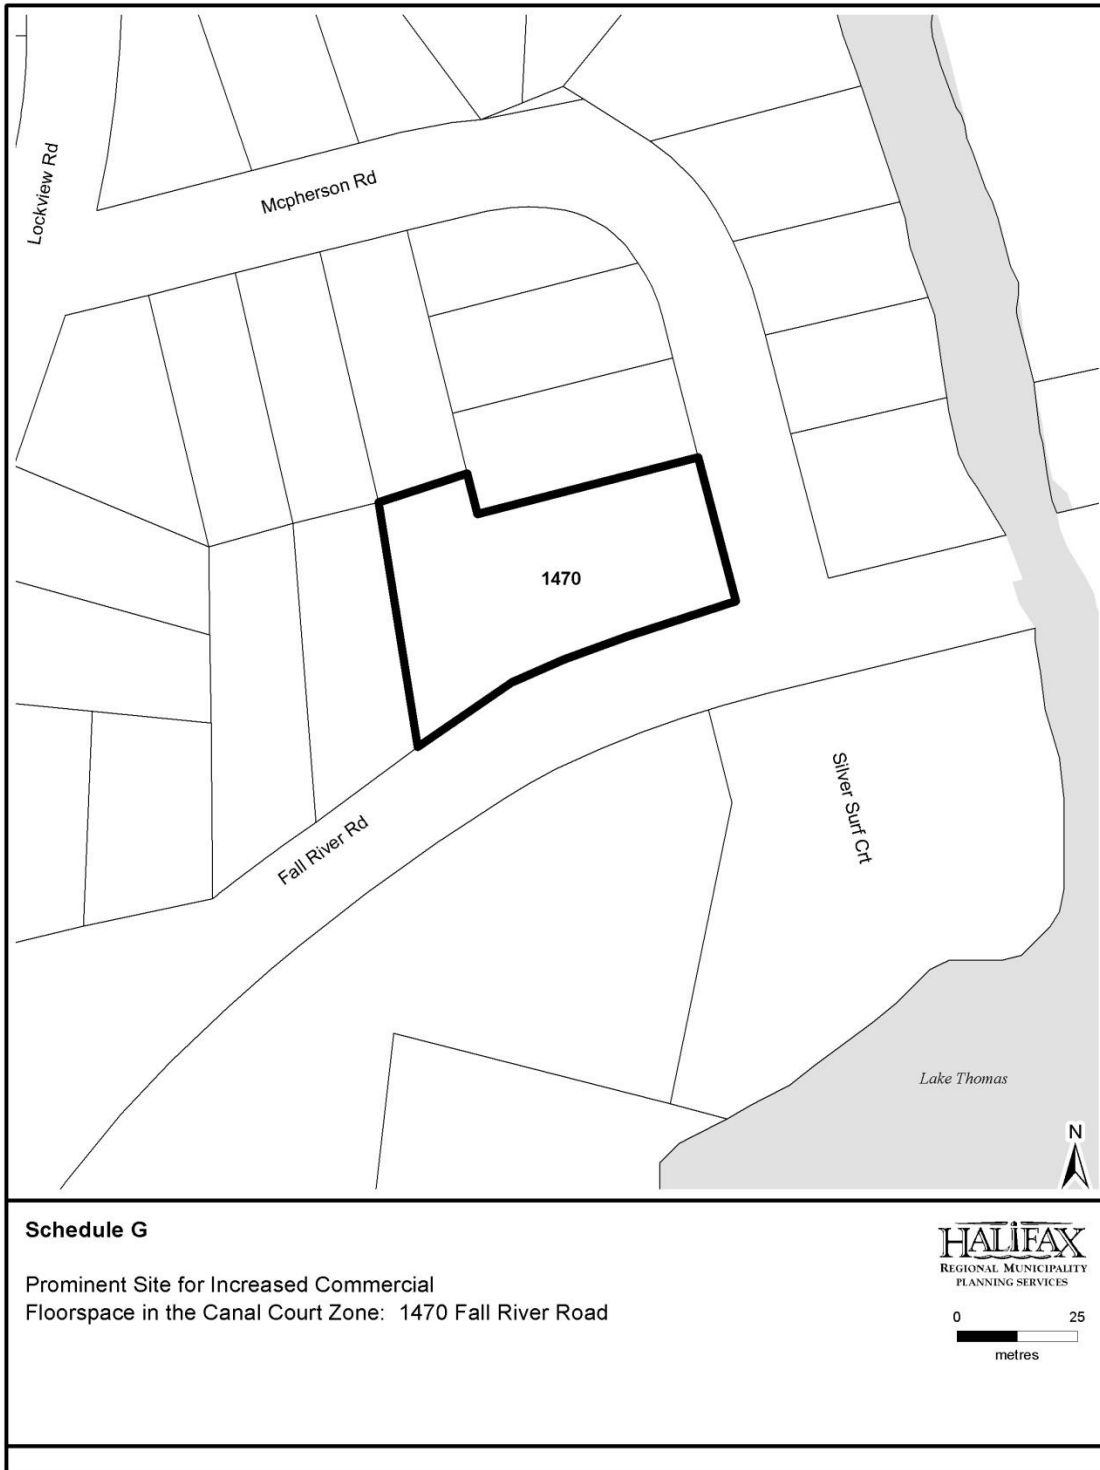 Lockview Rd
Mcpherson Rd
1470
Silver Surf Crt
Fall River Rd
Lake Thomas
N
Schedule G
Prominent Site for Increased Commercial
Floorspace in the Canal Court Zone: 1470 Fall River Road
HALIFAX
REGIONAL MUNICIPALITY
PLANNING SERVICES
0 25
metres